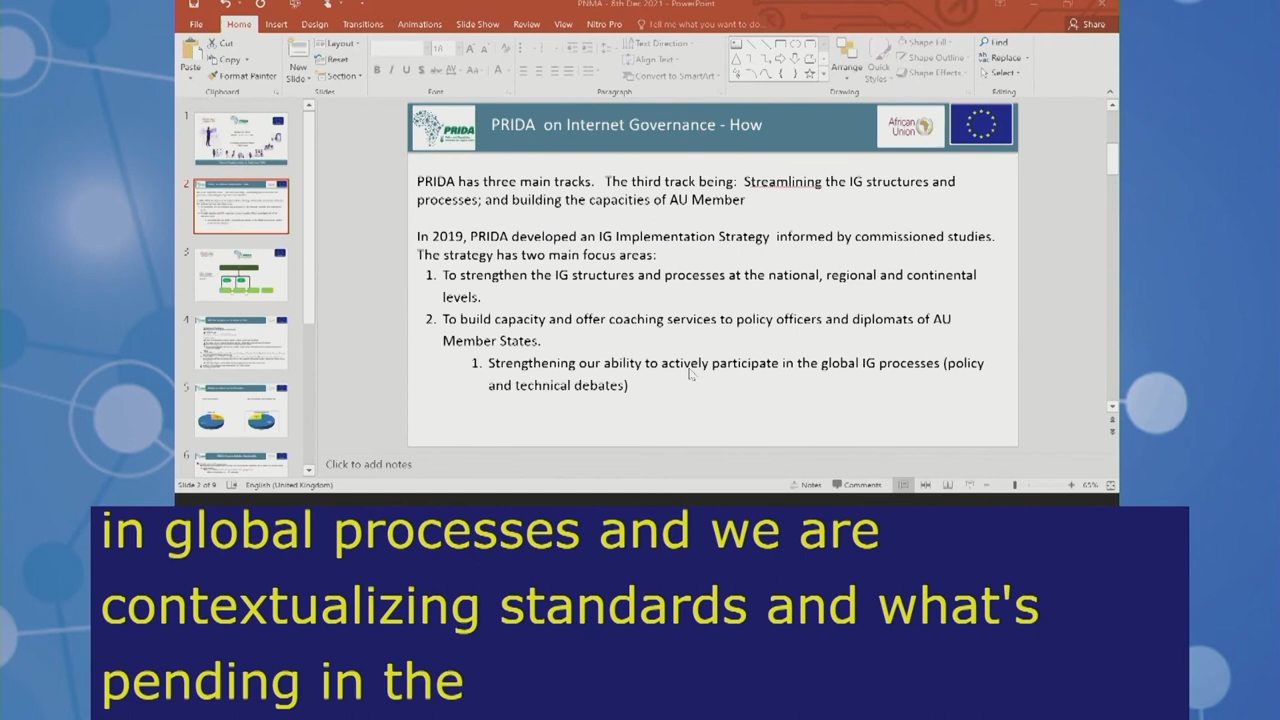 PNMA - 8th Dec 2021 - PowerPoint
File Home Insert Design Transitions Animations Slide Show Review View Nitro Pro Tell me what you want to do... Share
Paste Cut Copy Format Painter
New Slide Layout Reset Section
18
Text Direction Align Text Convert to SmartArt
Arrange Quick Styles Shape Fill Shape Outline Shape Effects
Find Replace Select
Clipboard Slides Font Paragraph Drawing Editing
1
2
3
4
5
6
PRIDA
PRIDA on Internet Governance - How
African Union
PRIDA has three main tracks. The third track being: Streamlining the IG structures and
processes; and building the capacities of AU Member
In 2019, PRIDA developed an IG Implementation Strategy informed by commissioned studies.
The strategy has two main focus areas:
1. To strengthen the IG structures and processes at the national, regional and continental
levels.
2. To build capacity and offer coaching services to policy officers and diplomats of AU
Member States.
1. Strengthening our ability to actively participate in the global IG processes (policy
and technical debates)
Click to add notes
Slide 2 of 9 English (United Kingdom) Notes Comments 65%
in global processes and we are
contextualizing standards and what's
pending in the